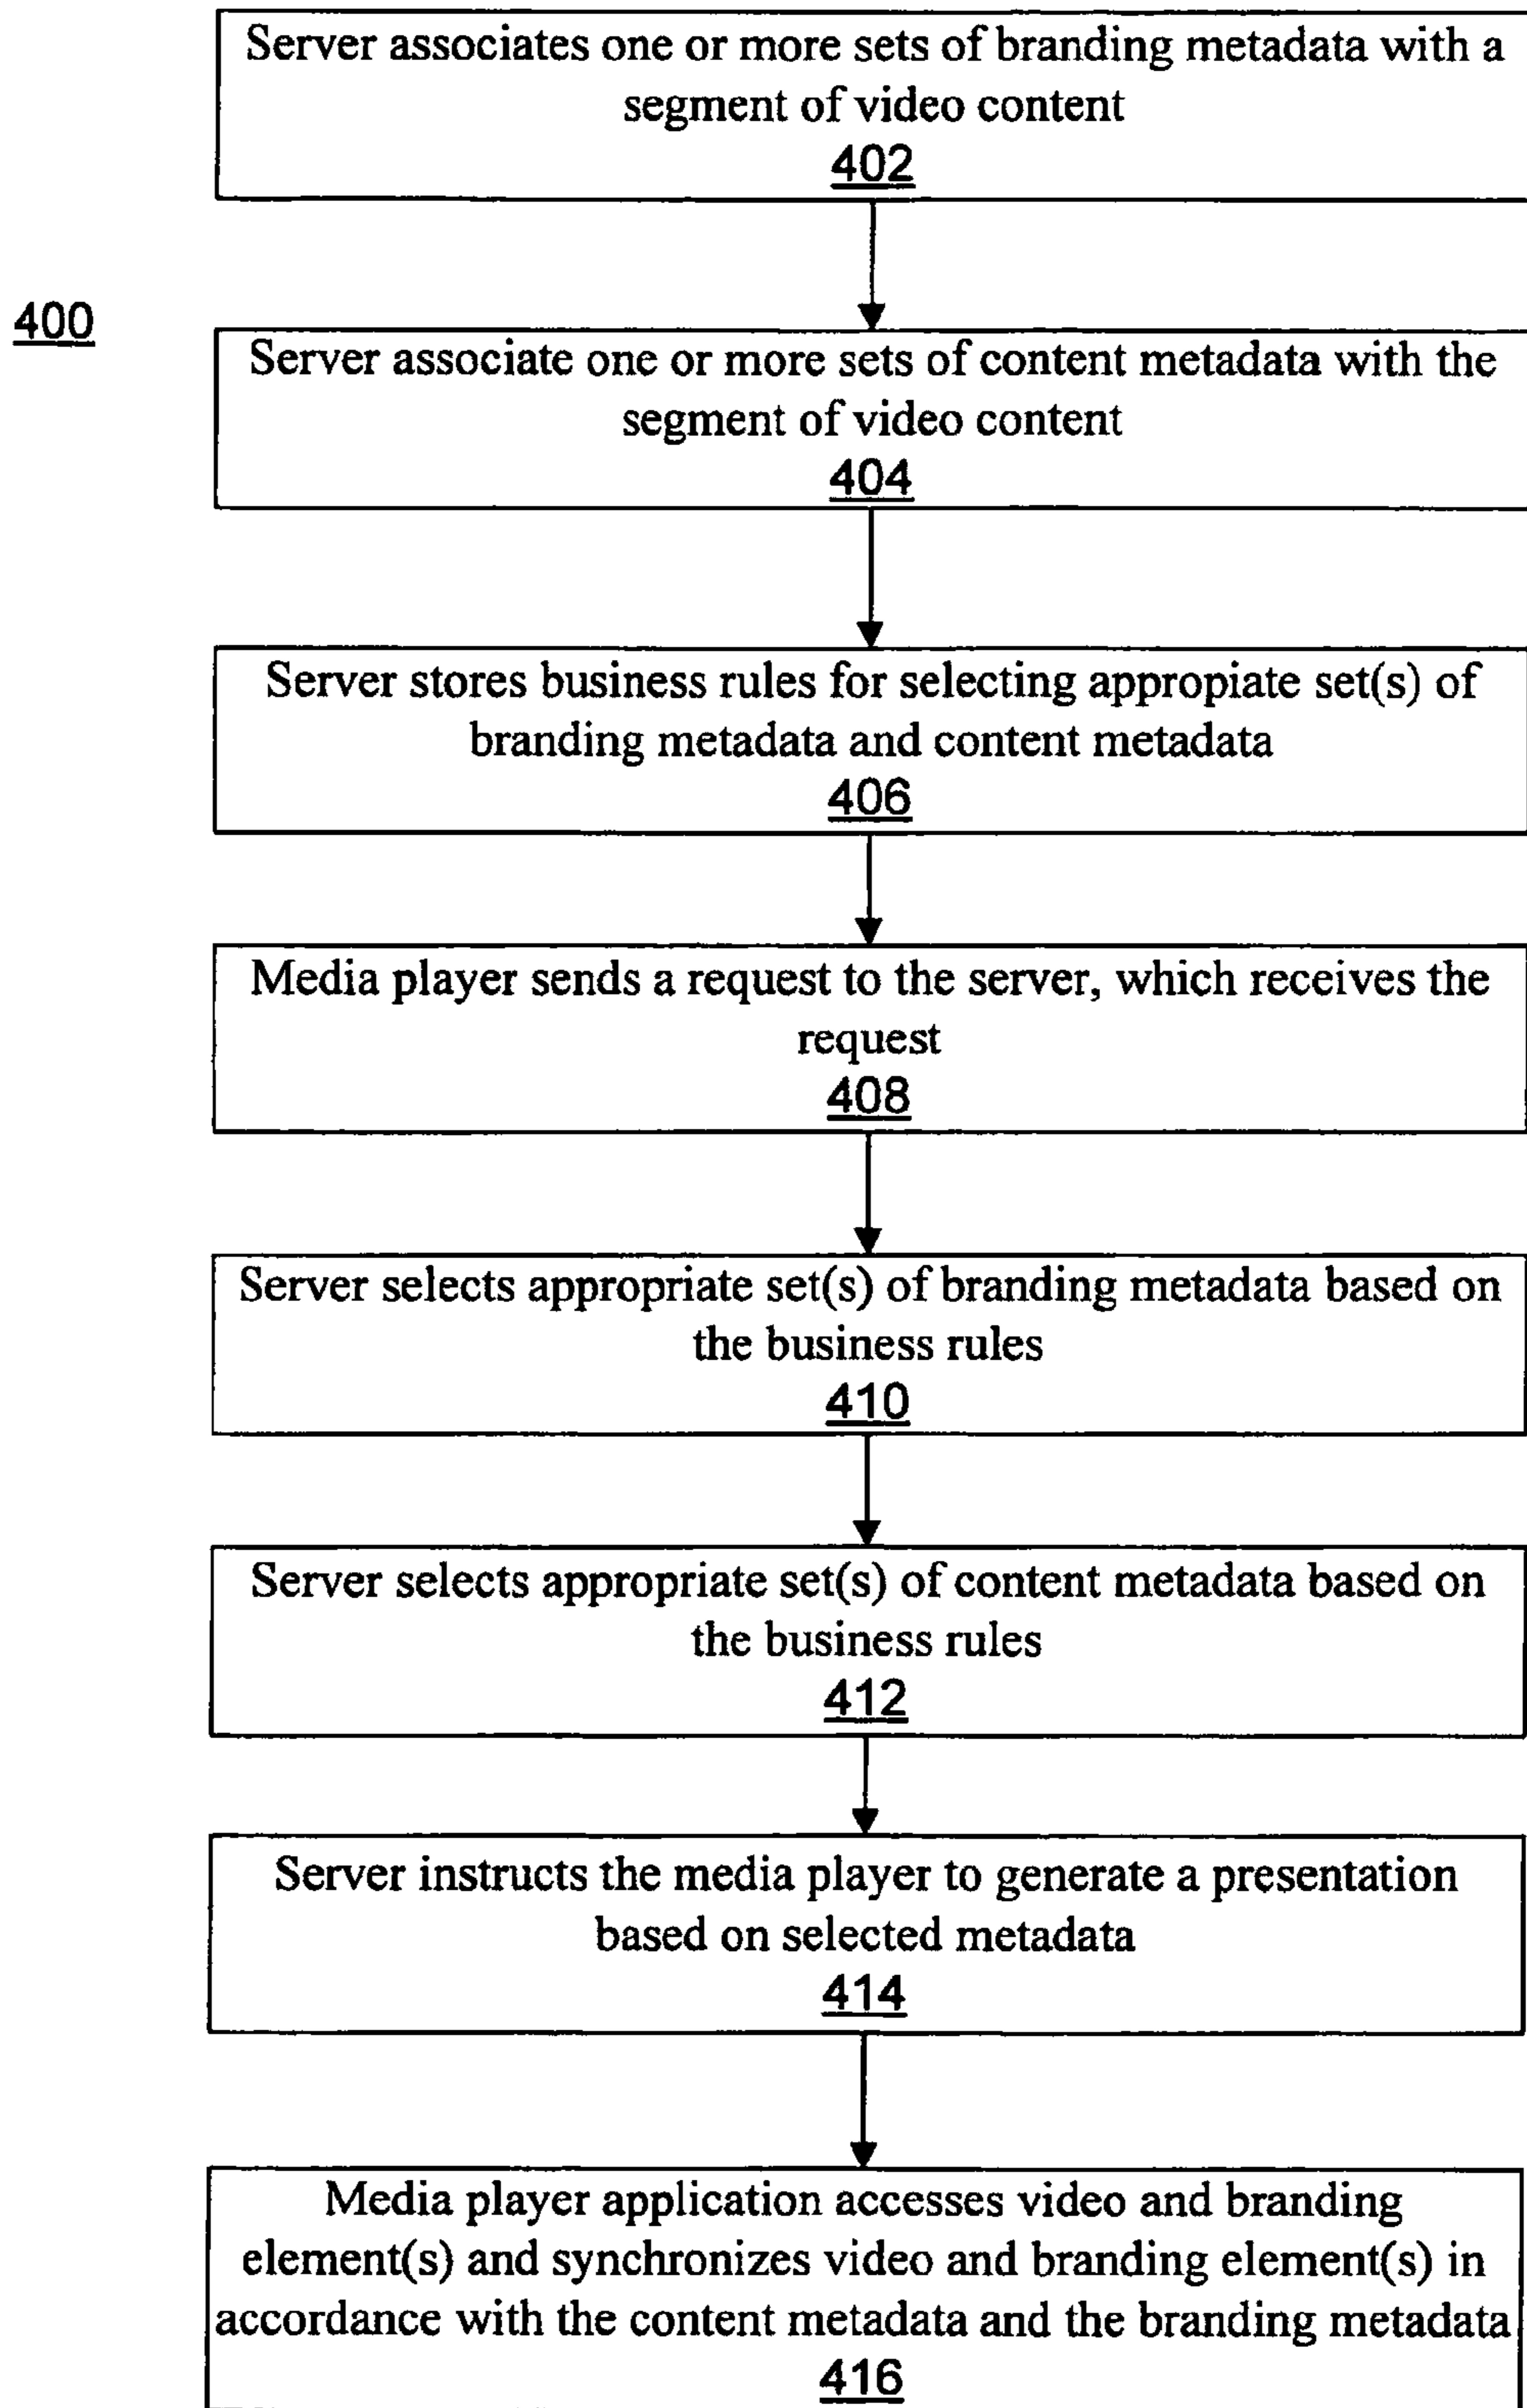 Server associates one or more sets of branding metadata with a
segment of video content
402
400
Server associate one or more sets of content metadata with the
segment of video content
404
Server stores business rules for selecting appropiate set(s) of
branding metadata and content metadata
406
Media player sends a request to the server, which receives the
request
408
Server selects appropriate set(s) of branding metadata based on
the business rules
410
Server selects appropriate set(s) of content metadata based on
the business rules
412
Server instructs the media player to generate a presentation
based on selected metadata
414
Media player application accesses video and branding
element(s) and synchronizes video and branding element(s) in
accordance with the content metadata and the branding metadata
416